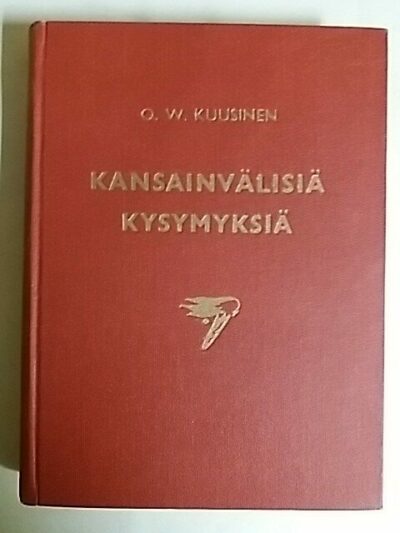 O. W. KUUSINEN
KANSAINVÄLISIÄ
KYSYMYKSIÄ